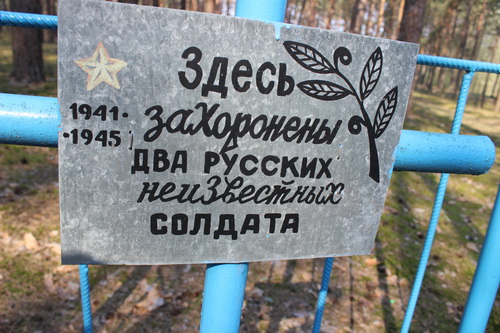 Здесь
1941-
-1945
захоронены
ДВА РУССКИХ
неизвестных
СОЛДАТА